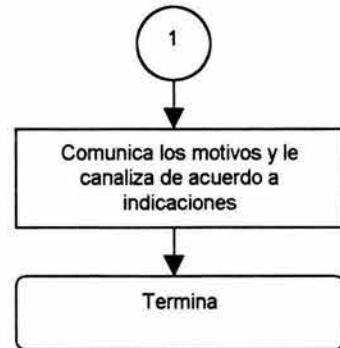 1
Comunica los motivos y le
canaliza de acuerdo a
indicaciones
Termina